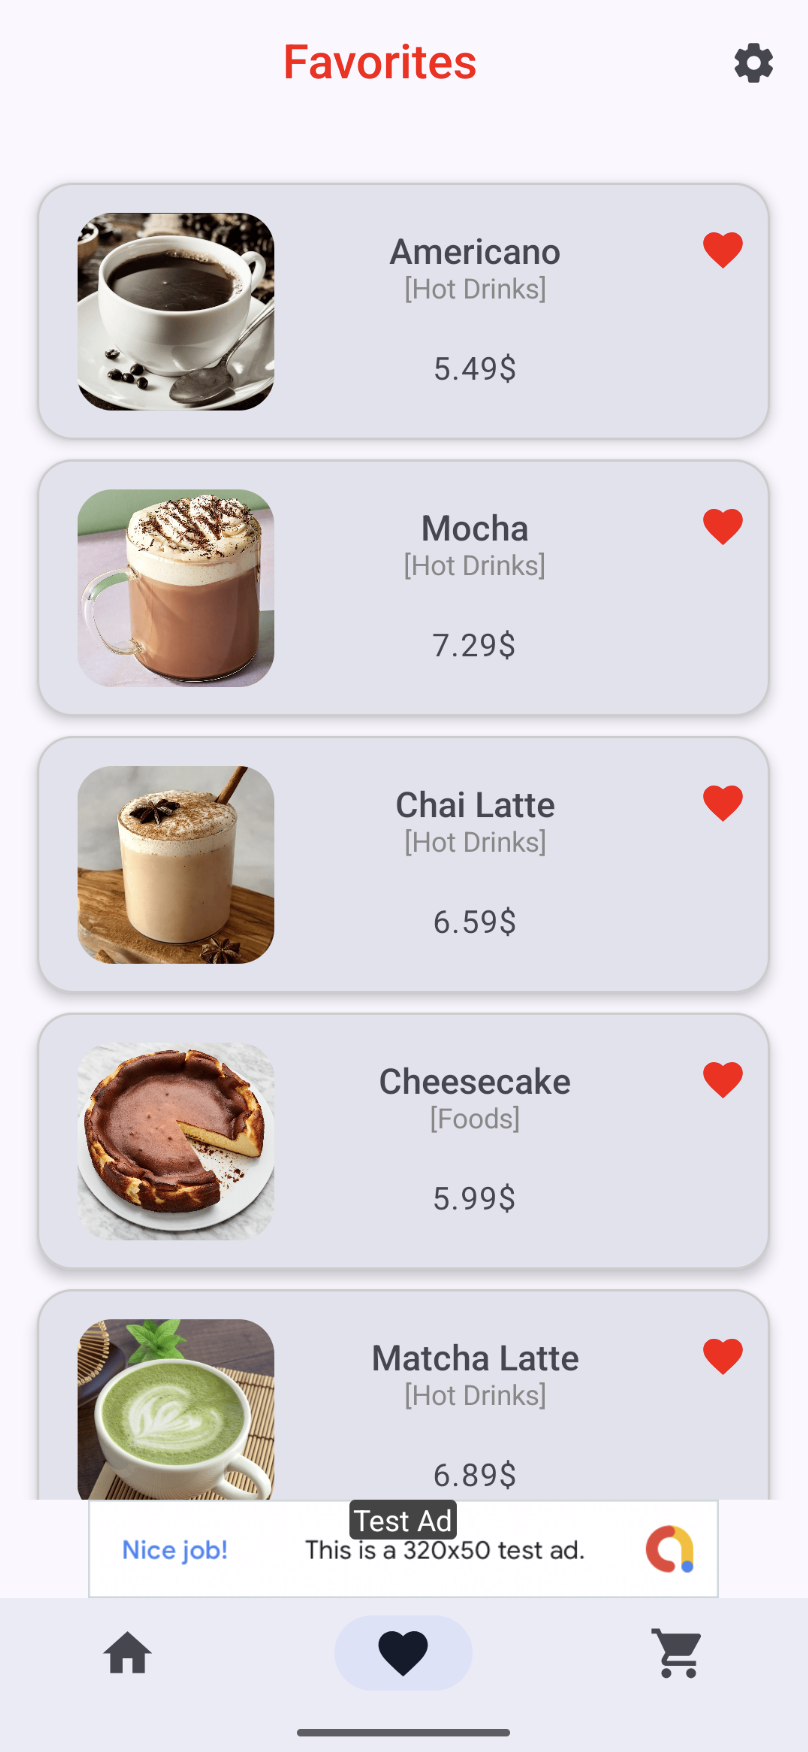 Favorites
Americano
[Hot Drinks]
5.49$
Mocha
[Hot Drinks]
7.29$
Chai Latte
[Hot Drinks]
6.59$
Cheesecake
[Foods]
5.99$
Matcha Latte
[Hot Drinks]
6.89$
Test Ad
Nice job! This is a 320x50 test ad.